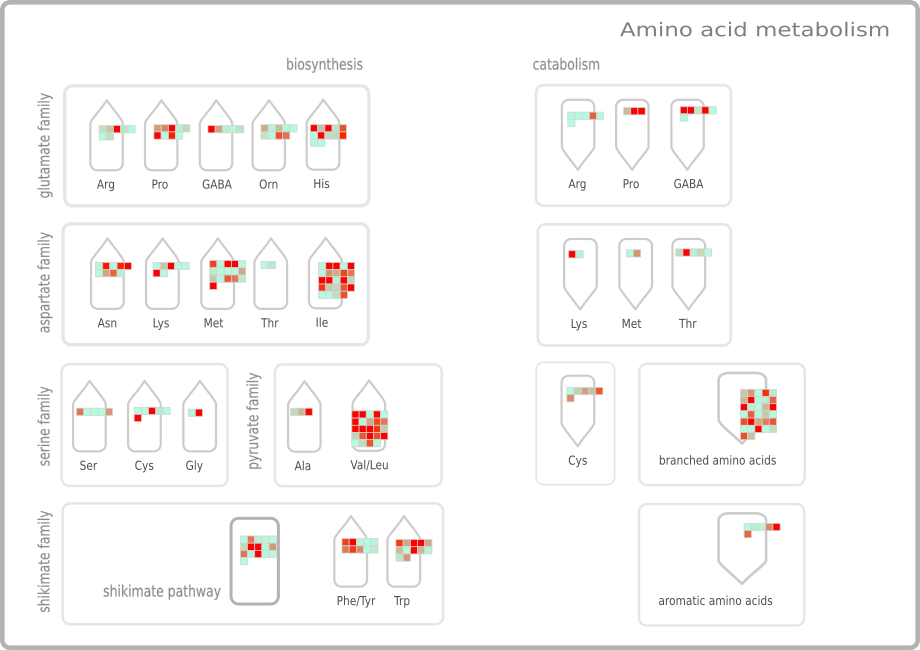 Amino acid metabolism
biosynthesis
catabolism
glutamate family
Arg Pro GABA Orn His
Arg Pro GABA
aspartate family
Asn Lys Met Thr Ile
Lys Met Thr
serine family
Ser Cys Gly
pyruvate family
Ala Val/Leu
Cys
branched amino acids
shikimate family
shikimate pathway
Phe/Tyr Trp
aromatic amino acids